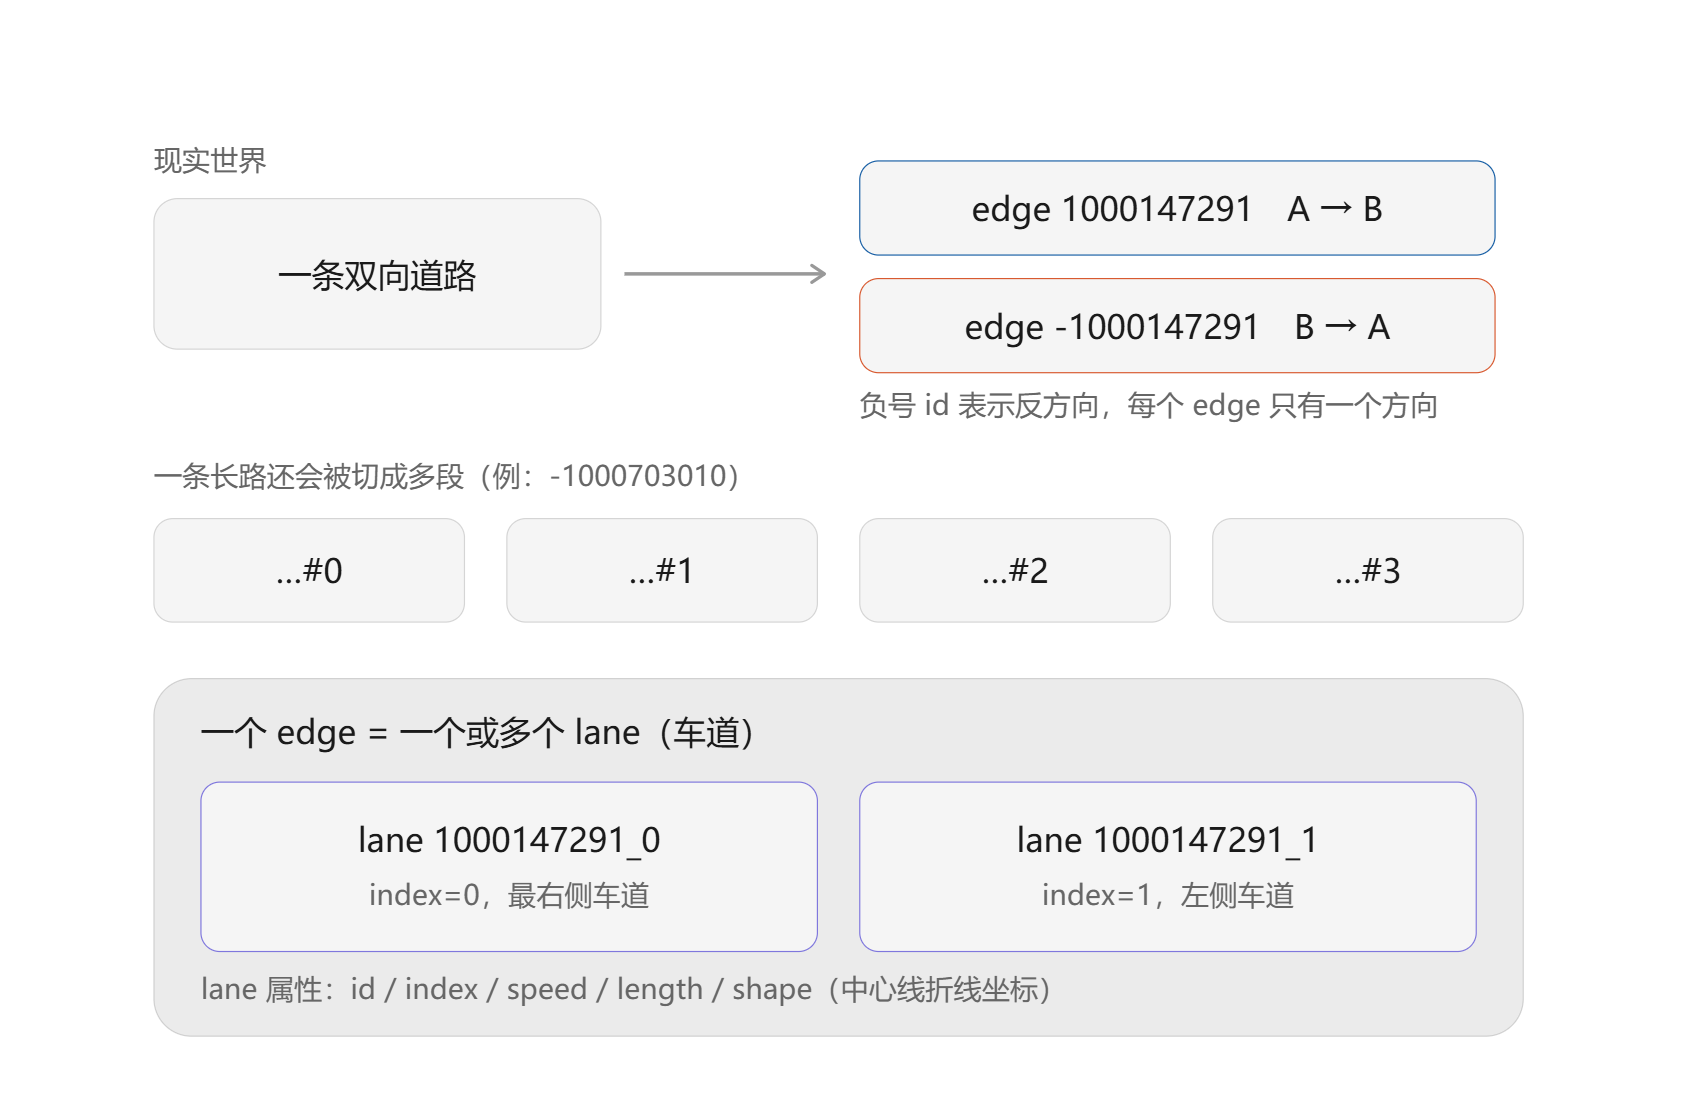 现实世界
一条双向道路
edge 1000147291 A → B
edge -1000147291 B → A
负号 id 表示反方向，每个 edge 只有一个方向
一条长路还会被切成多段（例：-1000703010）
...#0
...#1
...#2
...#3
一个 edge = 一个或多个 lane（车道）
lane 1000147291_0
index=0，最右侧车道
lane 1000147291_1
index=1，左侧车道
lane 属性：id / index / speed / length / shape（中心线折线坐标）